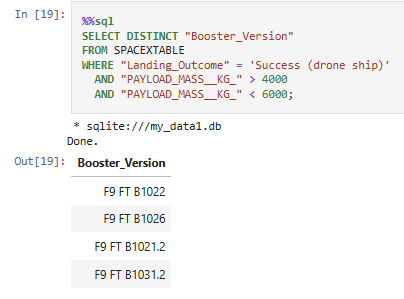 In [19]:
%%sql
SELECT DISTINCT "Booster_Version"
FROM SPACEXTABLE
WHERE "Landing_Outcome" = 'Success (drone ship)'
  AND "PAYLOAD_MASS__KG_" > 4000
  AND "PAYLOAD_MASS__KG_" < 6000;
* sqlite:///my_data1.db
Done.
Out[19]:
Booster_Version
F9 FT B1022
F9 FT B1026
F9 FT B1021.2
F9 FT B1031.2